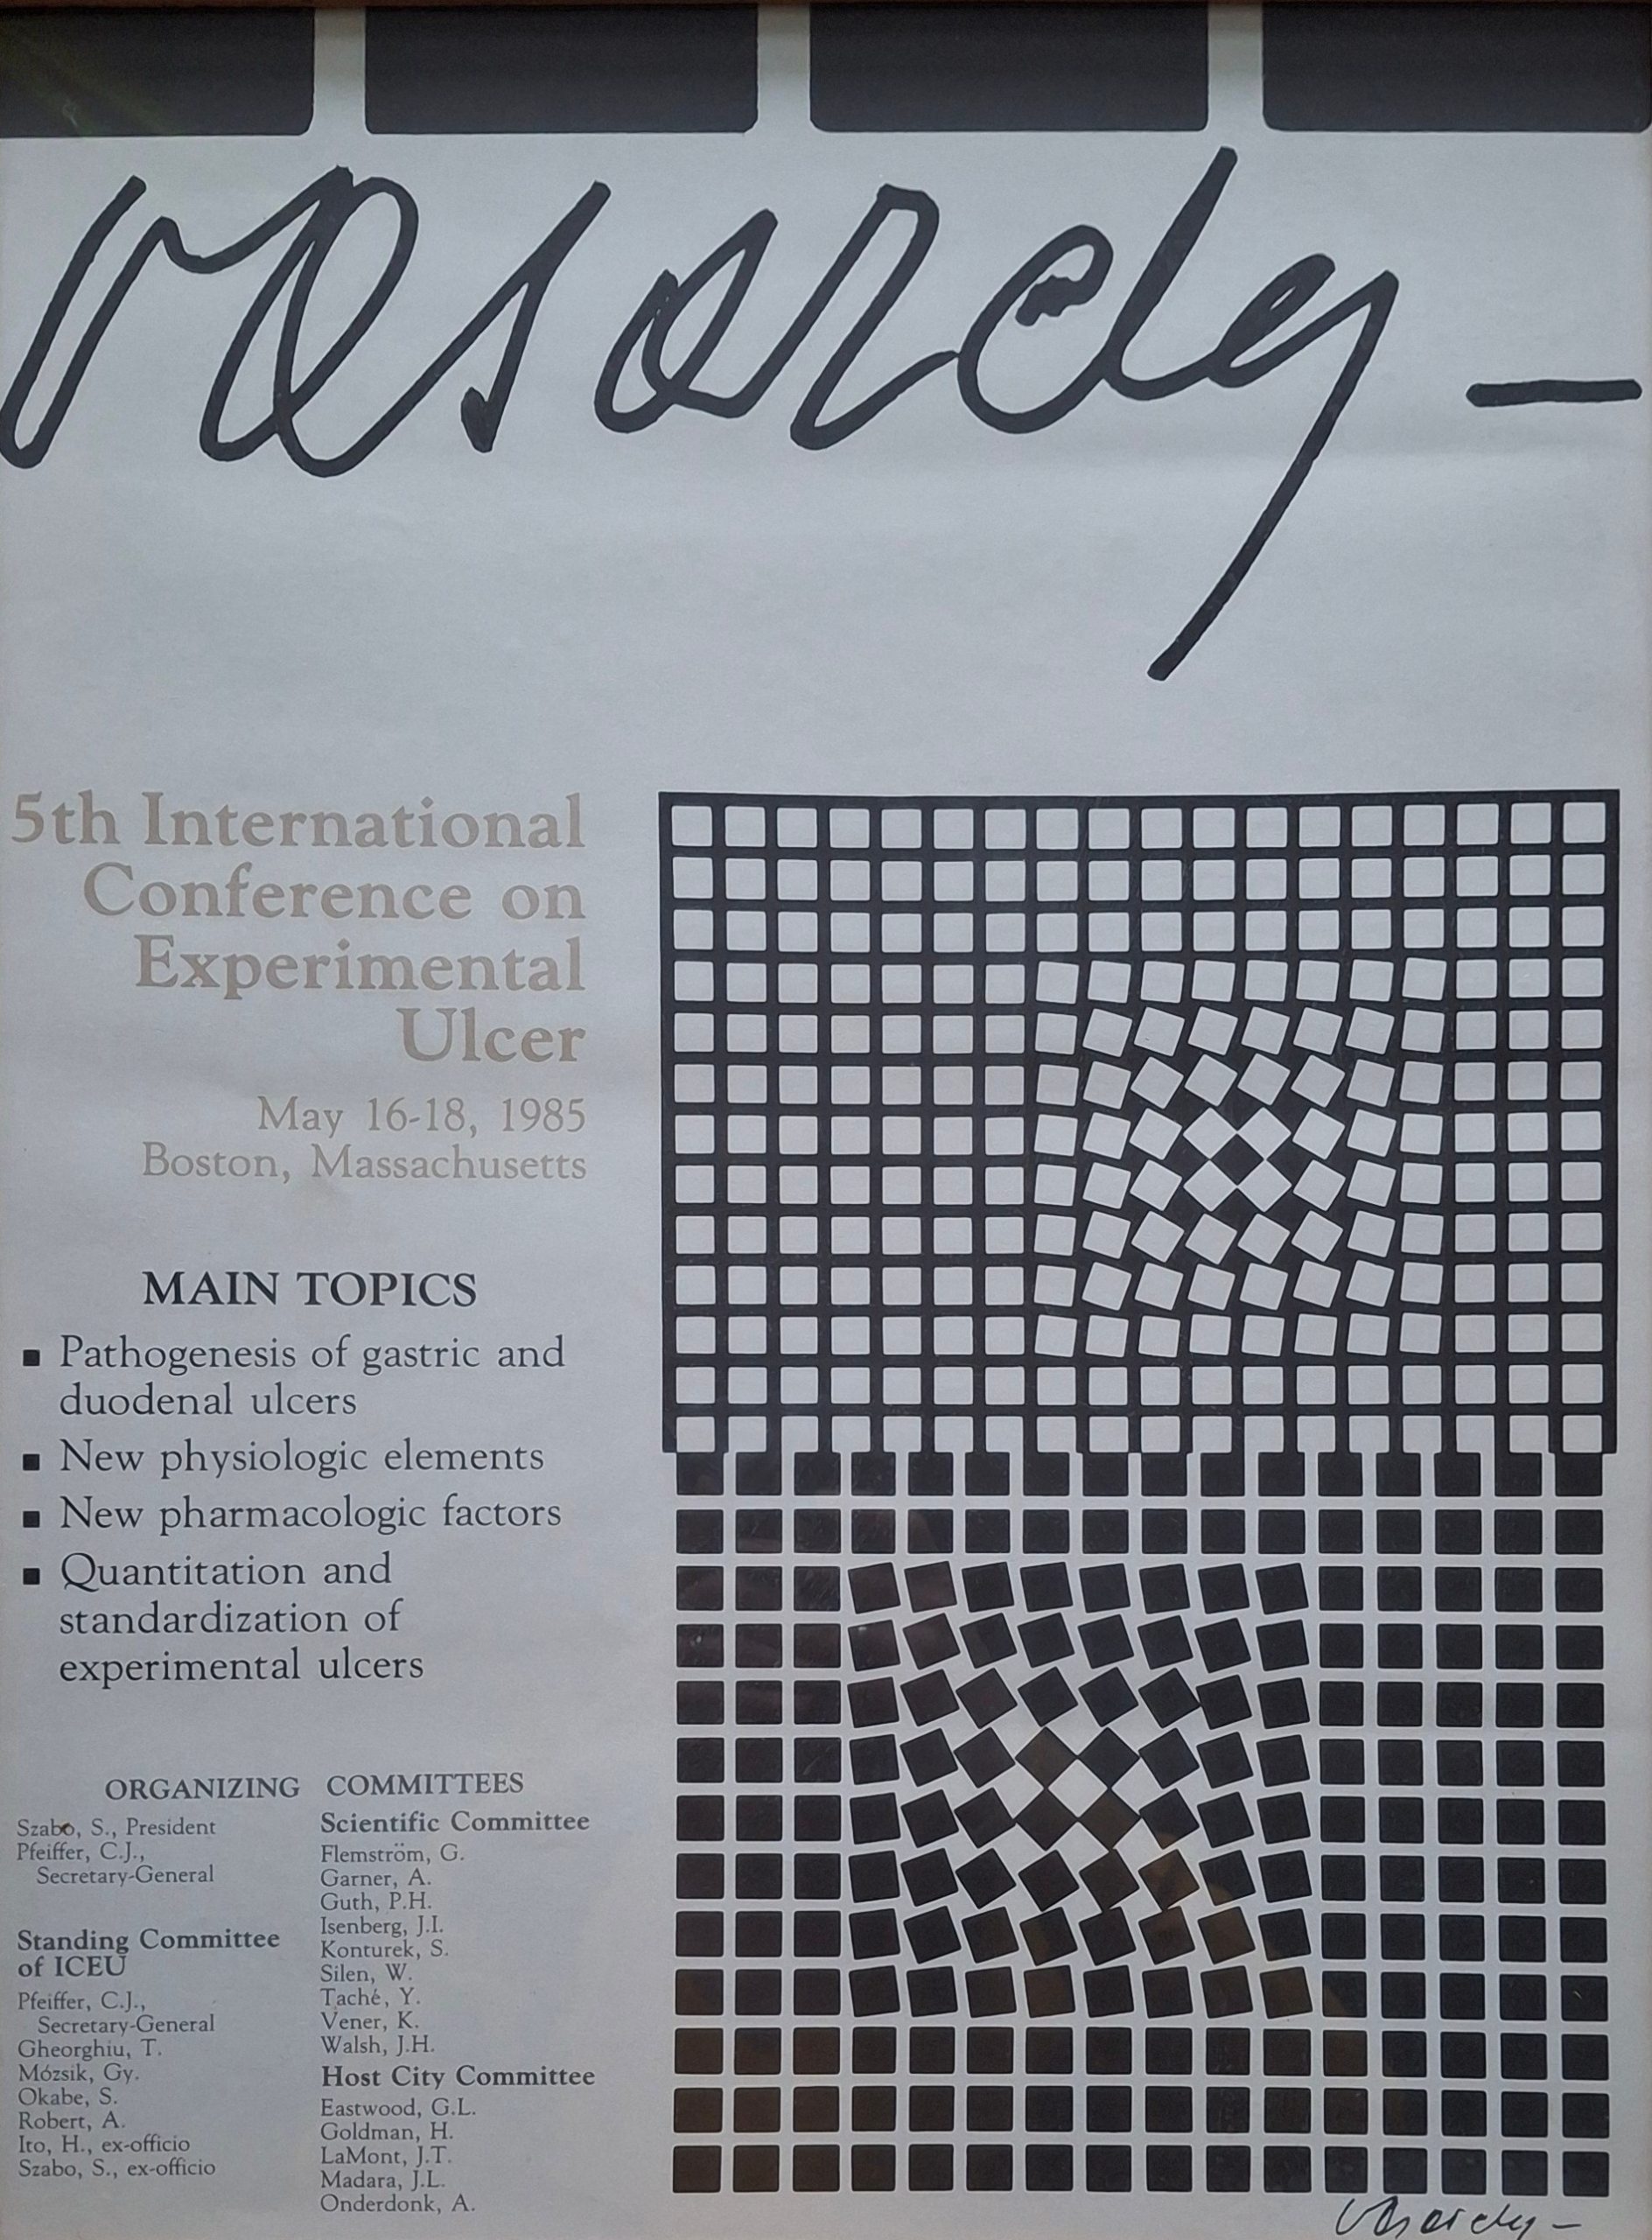 vasarely-
5th International
Conference on
Experimental
Ulcer
May 16-18, 1985
Boston, Massachusetts
MAIN TOPICS
▪ Pathogenesis of gastric and
duodenal ulcers
▪ New physiologic elements
▪ New pharmacologic factors
▪ Quantitation and
standardization of
experimental ulcers
ORGANIZING COMMITTEES
Szabo, S., President
Pfeiffer, C.J.,
Secretary-General
Standing Committee
of ICEU
Pfeiffer, C.J.,
Secretary-General
Gheorghiu, T.
Mózsik, Gy.
Okabe, S.
Robert, A.
Ito, H., ex-officio
Szabo, S., ex-officio
Scientific Committee
Flemström, G.
Garner, A.
Guth, P.H.
Isenberg, J.I.
Konturek, S.
Silen, W.
Taché, Y.
Vener, K.
Walsh, J.H.
Host City Committee
Eastwood, G.L.
Goldman, H.
LaMont, J.T.
Madara, J.L.
Onderdonk, A.
Vasarely-